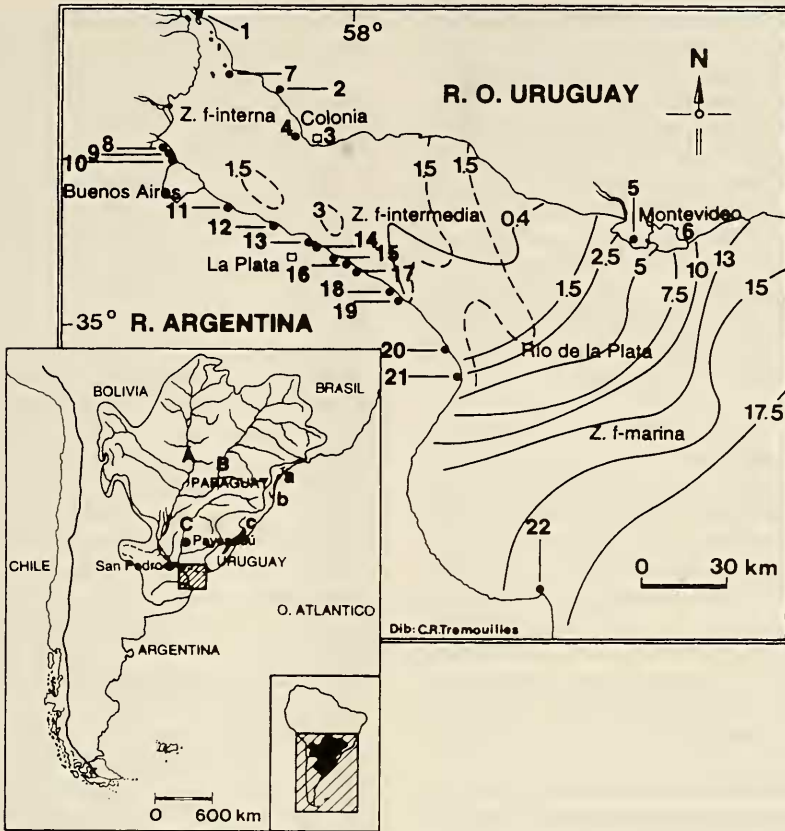 1
58°
N
7
2
R. O. URUGUAY
Z. f-interna
Colonia
4
3
8
9
10
1.5
1.5
1.5
5
Buenos Aires
3
Z. f-intermedia
0.4
Montevideo
11
6
12
2.5
5
10
13
13
14
La Plata
15
16
17
1.5
7.5
15
18
19
35°
R. ARGENTINA
Rio de la Plata
20
21
17.5
Z. f-marina
22
0 30 km
Dib: C.R.Tremouilles
BOLIVIA
BRASIL
A
B
a
PARAGUAY
b
C
c
Paysandú
CHILE
San Pedro
URUGUAY
O. ATLANTICO
ARGENTINA
0 600 km